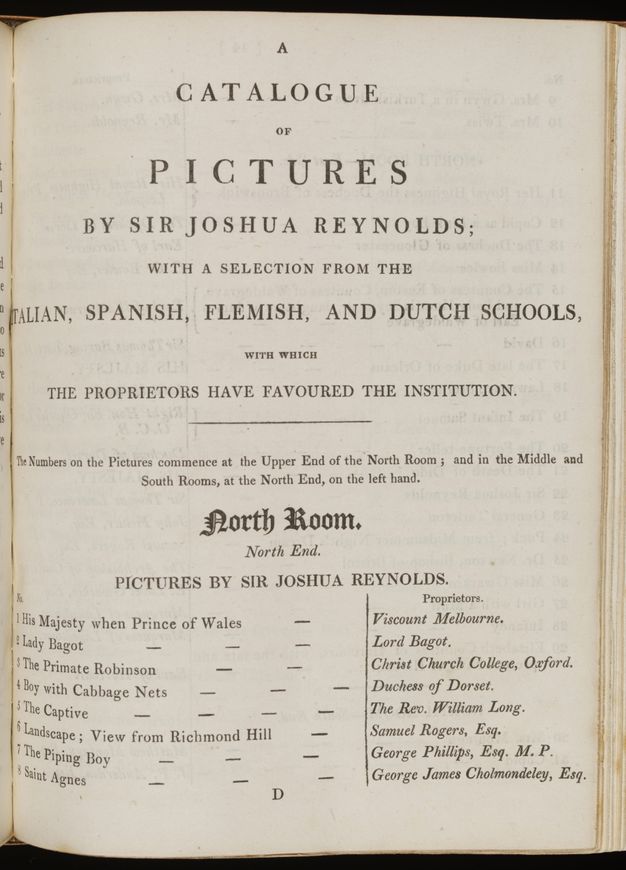 A
CATALOGUE
OF
PICTURES
BY SIR JOSHUA REYNOLDS;
WITH A SELECTION FROM THE
ITALIAN, SPANISH, FLEMISH, AND DUTCH SCHOOLS,
WITH WHICH
THE PROPRIETORS HAVE FAVOURED THE INSTITUTION.
The Numbers on the Pictures commence at the Upper End of the North Room; and in the Middle and
South Rooms, at the North End, on the left hand.
North Room.
North End.
PICTURES BY SIR JOSHUA REYNOLDS.
No. Proprietors.
1 His Majesty when Prince of Wales — Viscount Melbourne.
2 Lady Bagot — — — Lord Bagot.
3 The Primate Robinson — — Christ Church College, Oxford.
4 Boy with Cabbage Nets — — — Duchess of Dorset.
5 The Captive — — — — The Rev. William Long.
6 Landscape; View from Richmond Hill — Samuel Rogers, Esq.
7 The Piping Boy — — — George Phillips, Esq. M. P.
8 Saint Agnes — — — George James Cholmondeley, Esq.
D